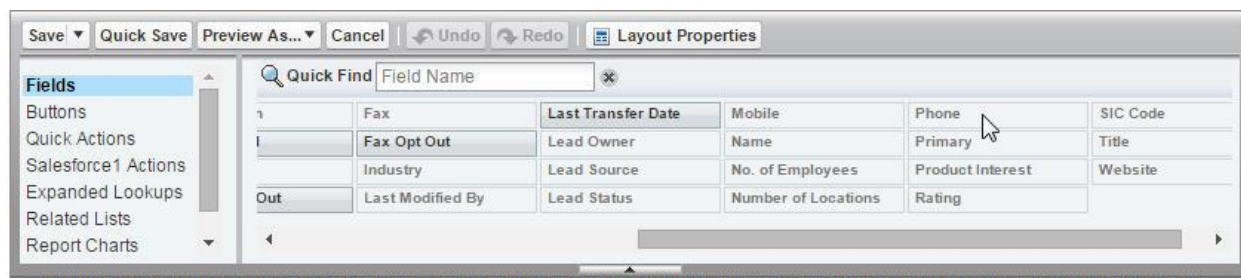 Save Quick Save Preview As... Cancel Undo Redo Layout Properties
Fields
Buttons
Quick Actions
Salesforce1 Actions
Expanded Lookups
Related Lists
Report Charts
Quick Find Field Name
Fax Last Transfer Date Mobile Phone SIC Code
Fax Opt Out Lead Owner Name Primary Title
Industry Lead Source No. of Employees Product Interest Website
Out Last Modified By Lead Status Number of Locations Rating